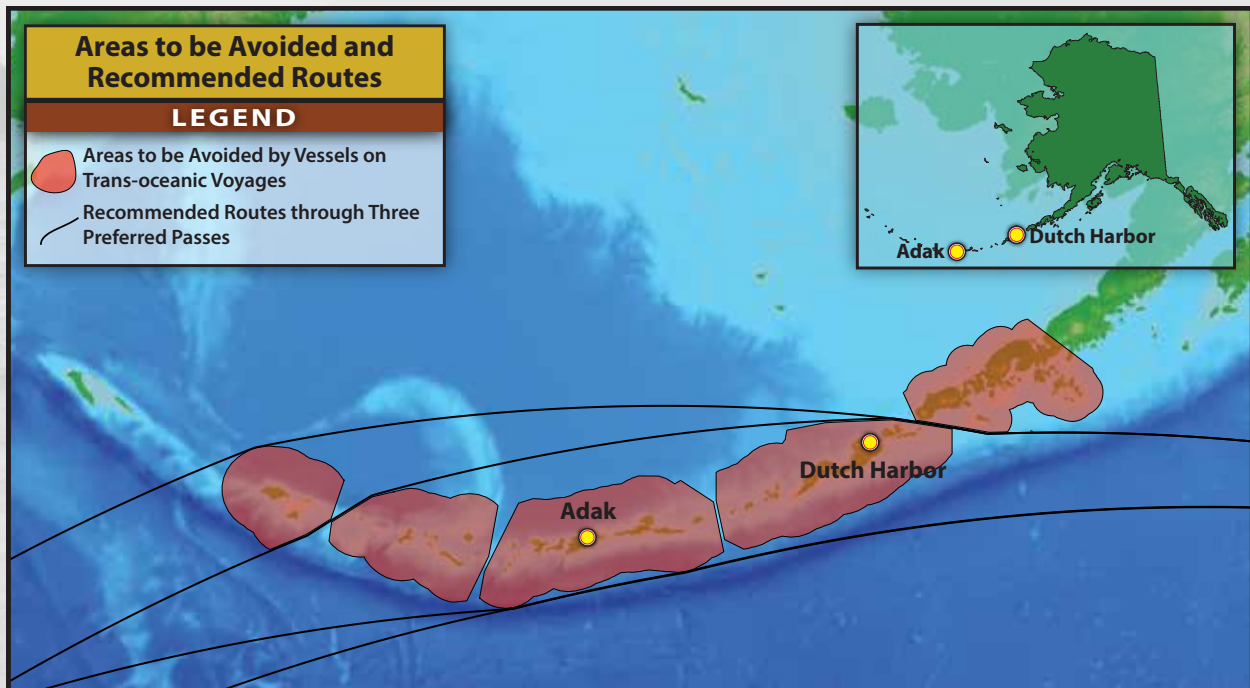 Areas to be Avoided and
Recommended Routes
LEGEND
Areas to be Avoided by Vessels on
Trans-oceanic Voyages
Recommended Routes through Three
Preferred Passes
Dutch Harbor
Adak
Dutch Harbor
Adak